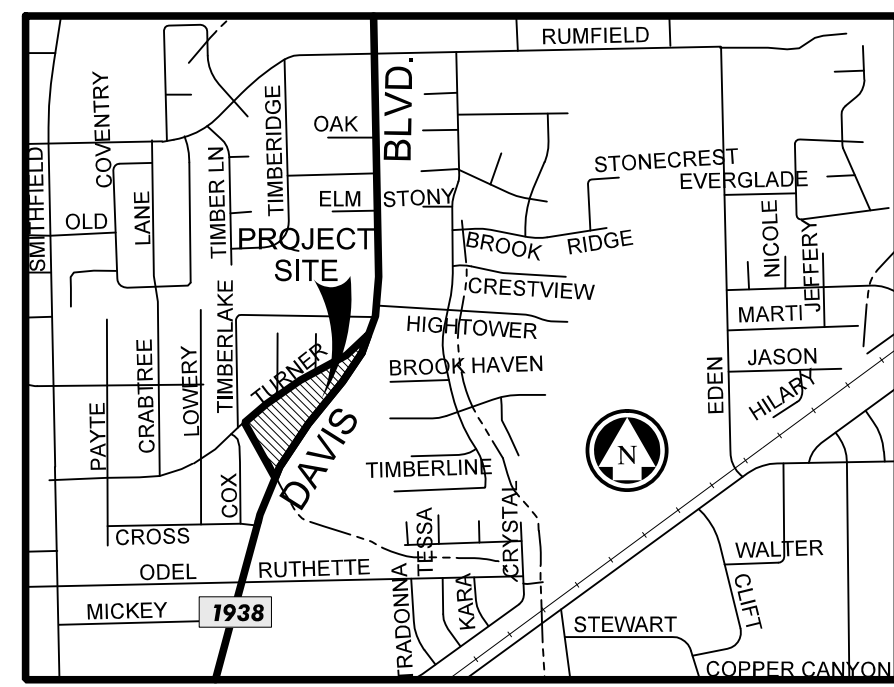 RUMFIELD
BLVD.
COVENTRY
TIMBERIDGE
OAK
STONECREST
EVERGLADE
SMITHFIELD
TIMBER LN
ELM
STONY
OLD
LANE
NICOLE
JEFFERY
PROJECT
SITE
BROOK RIDGE
CRESTVIEW
MARTI
HIGHTOWER
TIMBERLAKE
TURNER
BROOK HAVEN
JASON
EDEN
HILARY
PAYTE
CRABTREE
LOWERY
DAVIS
N
TIMBERLINE
COX
CRYSTAL
CROSS
TESSA
WALTER
ODEL
RUTHETTE
CLIFT
MICKEY
1938
TRADONNA
KARA
STEWART
COPPER CANYON